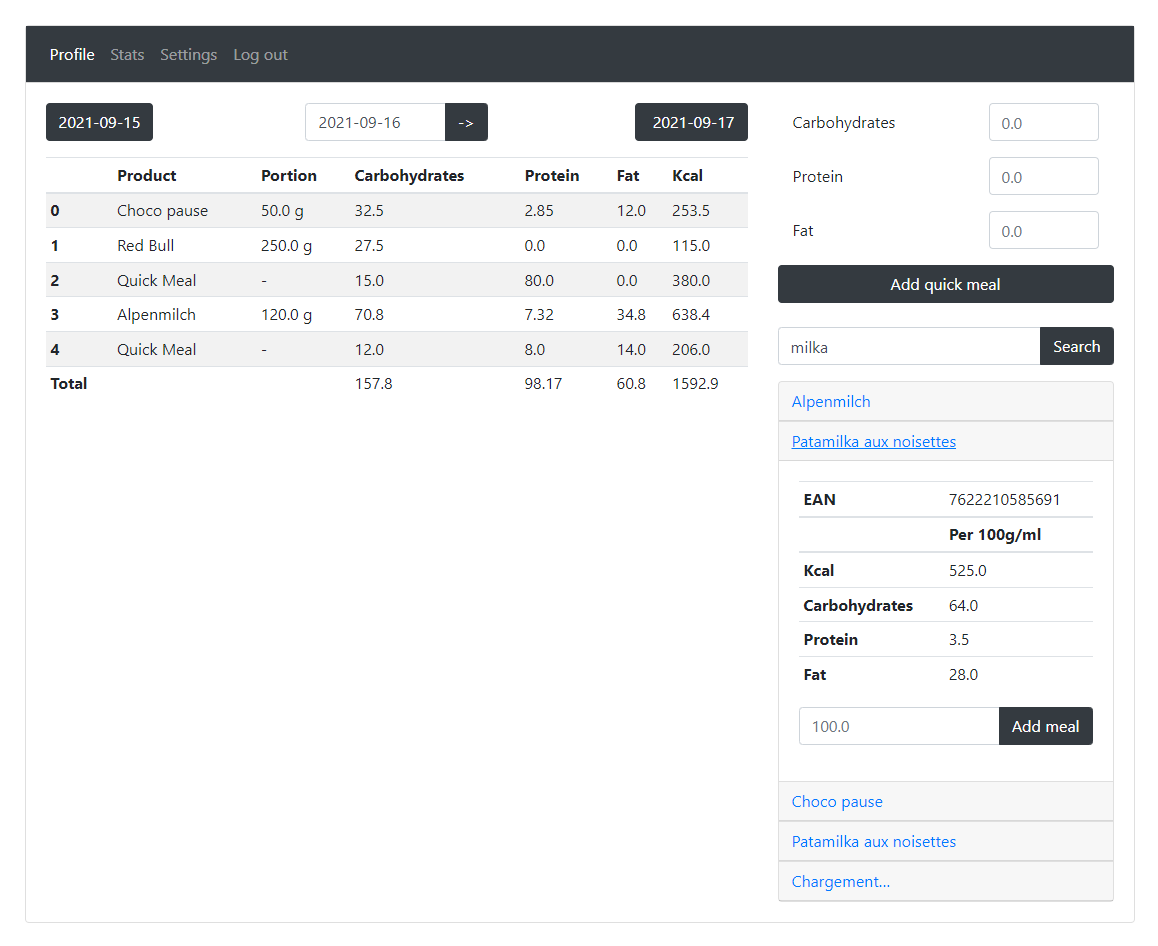 Profile Stats Settings Log out
2021-09-15 2021-09-16 -> 2021-09-17
Product Portion Carbohydrates Protein Fat Kcal
0 Choco pause 50.0 g 32.5 2.85 12.0 253.5
1 Red Bull 250.0 g 27.5 0.0 0.0 115.0
2 Quick Meal - 15.0 80.0 0.0 380.0
3 Alpenmilch 120.0 g 70.8 7.32 34.8 638.4
4 Quick Meal - 12.0 8.0 14.0 206.0
Total 157.8 98.17 60.8 1592.9
Carbohydrates 0.0
Protein 0.0
Fat 0.0
Add quick meal
milka Search
Alpenmilch
Patamilka aux noisettes
EAN 7622210585691
Per 100g/ml
Kcal 525.0
Carbohydrates 64.0
Protein 3.5
Fat 28.0
100.0 Add meal
Choco pause
Patamilka aux noisettes
Chargement…